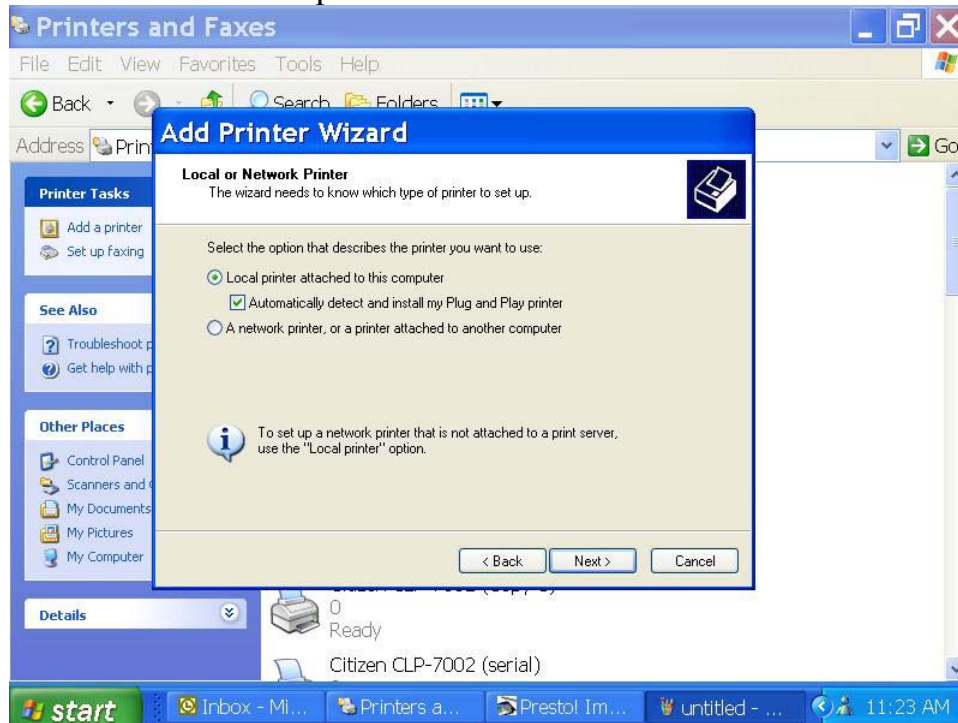 Printers and Faxes
File Edit View Favorites Tools Help
Back Search Folders
Address Prin Go
Add Printer Wizard
Local or Network Printer
The wizard needs to know which type of printer to set up.
Select the option that describes the printer you want to use:
Local printer attached to this computer
Automatically detect and install my Plug and Play printer
A network printer, or a printer attached to another computer
To set up a network printer that is not attached to a print server,
use the "Local printer" option.
< Back Next > Cancel
Printer Tasks
Add a printer
Set up faxing
See Also
Troubleshoot p
Get help with p
Other Places
Control Panel
Scanners and
My Documents
My Pictures
My Computer
Details
0
Ready
Citizen CLP-7002 (serial)
start Inbox - Mi... Printers a... Presto! Im... untitled - ... 11:23 AM